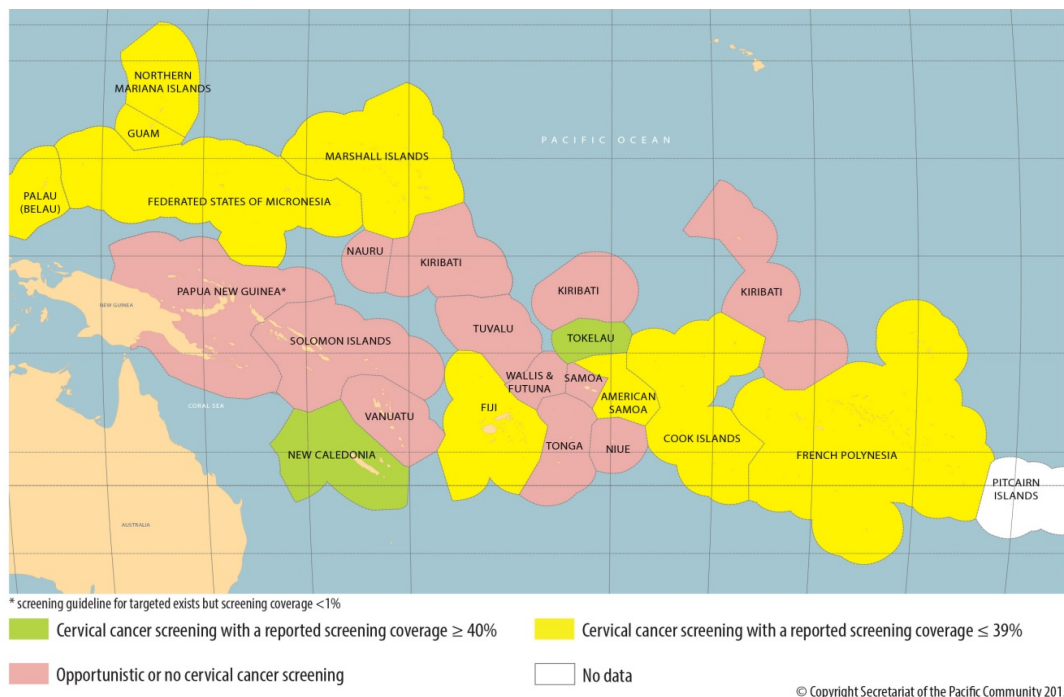 NORTHERN
MARIANA ISLANDS
GUAM
PACIFIC OCEAN
MARSHALL ISLANDS
PALAU
(BELAU)
FEDERATED STATES OF MICRONESIA
NAURU
KIRIBATI
KIRIBATI
KIRIBATI
NEW GUINEA
PAPUA NEW GUINEA*
SOLOMON ISLANDS
TUVALU
TOKELAU
WALLIS &
FUTUNA
SAMOA
AMERICAN
SAMOA
CORAL SEA
VANUATU
FIJI
COOK ISLANDS
TONGA
NIUE
NEW CALEDONIA
FRENCH POLYNESIA
PITCAIRN
ISLANDS
AUSTRALIA
* screening guideline for targeted exists but screening coverage <1%
Cervical cancer screening with a reported screening coverage ≥ 40%
Cervical cancer screening with a reported screening coverage ≤ 39%
Opportunistic or no cervical cancer screening
No data
© Copyright Secretariat of the Pacific Community 201